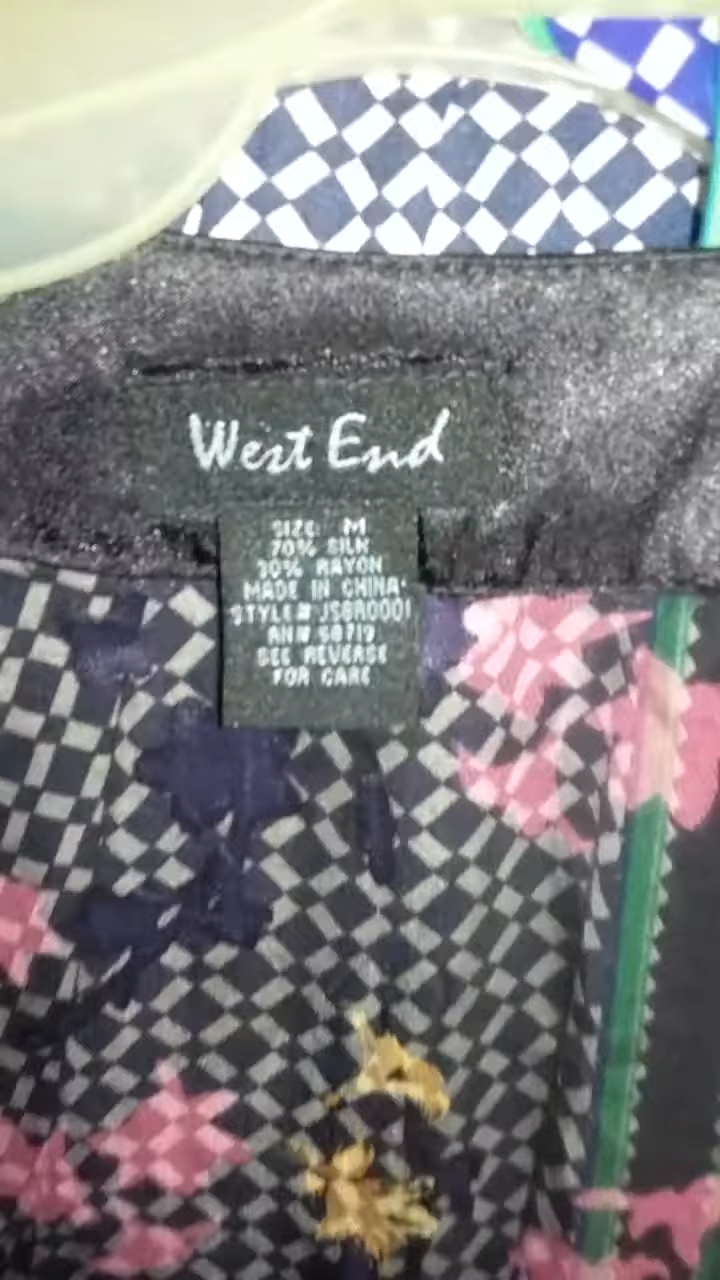 West End
SIZE: M
70% SILK
30% RAYON
MADE IN CHINA
STYLE# JSBR0001
RN# 58719
SEE REVERSE
FOR CARE